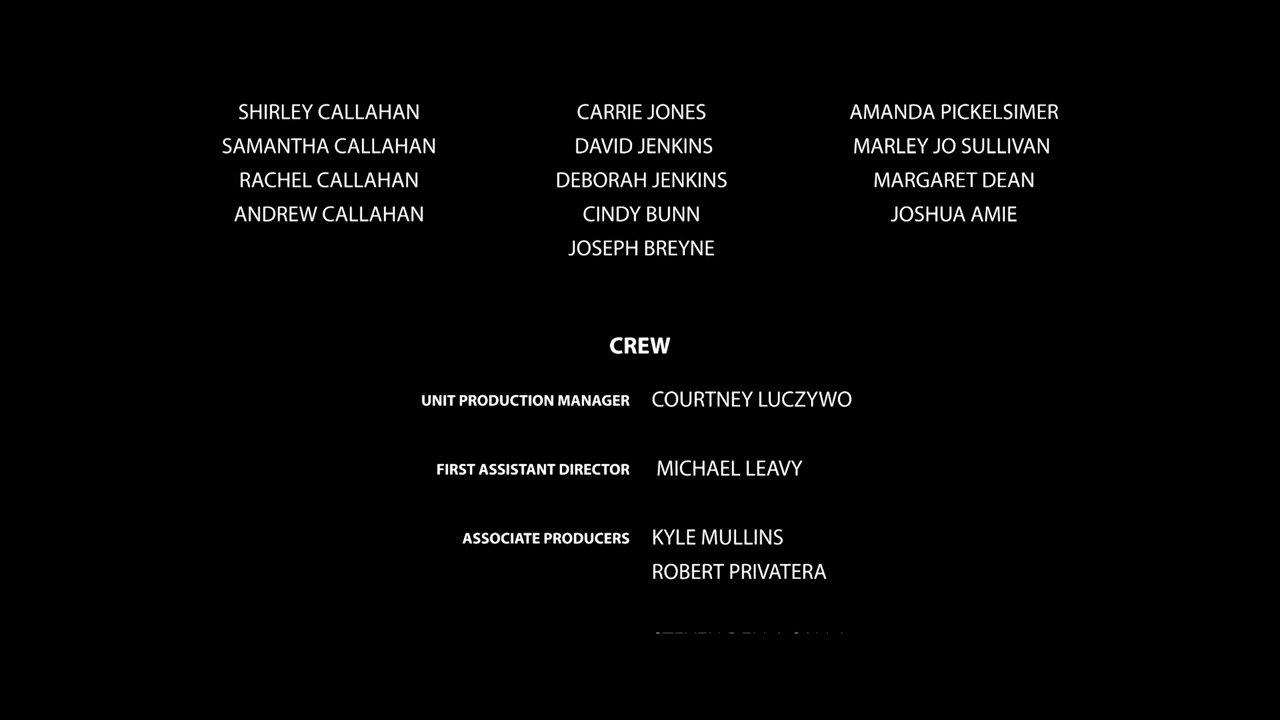 SHIRLEY CALLAHAN CARRIE JONES AMANDA PICKELSIMER
SAMANTHA CALLAHAN DAVID JENKINS MARLEY JO SULLIVAN
RACHEL CALLAHAN DEBORAH JENKINS MARGARET DEAN
ANDREW CALLAHAN CINDY BUNN JOSHUA AMIE
JOSEPH BREYNE
CREW
UNIT PRODUCTION MANAGER COURTNEY LUCZYWO
FIRST ASSISTANT DIRECTOR MICHAEL LEAVY
ASSOCIATE PRODUCERS KYLE MULLINS
ROBERT PRIVATERA